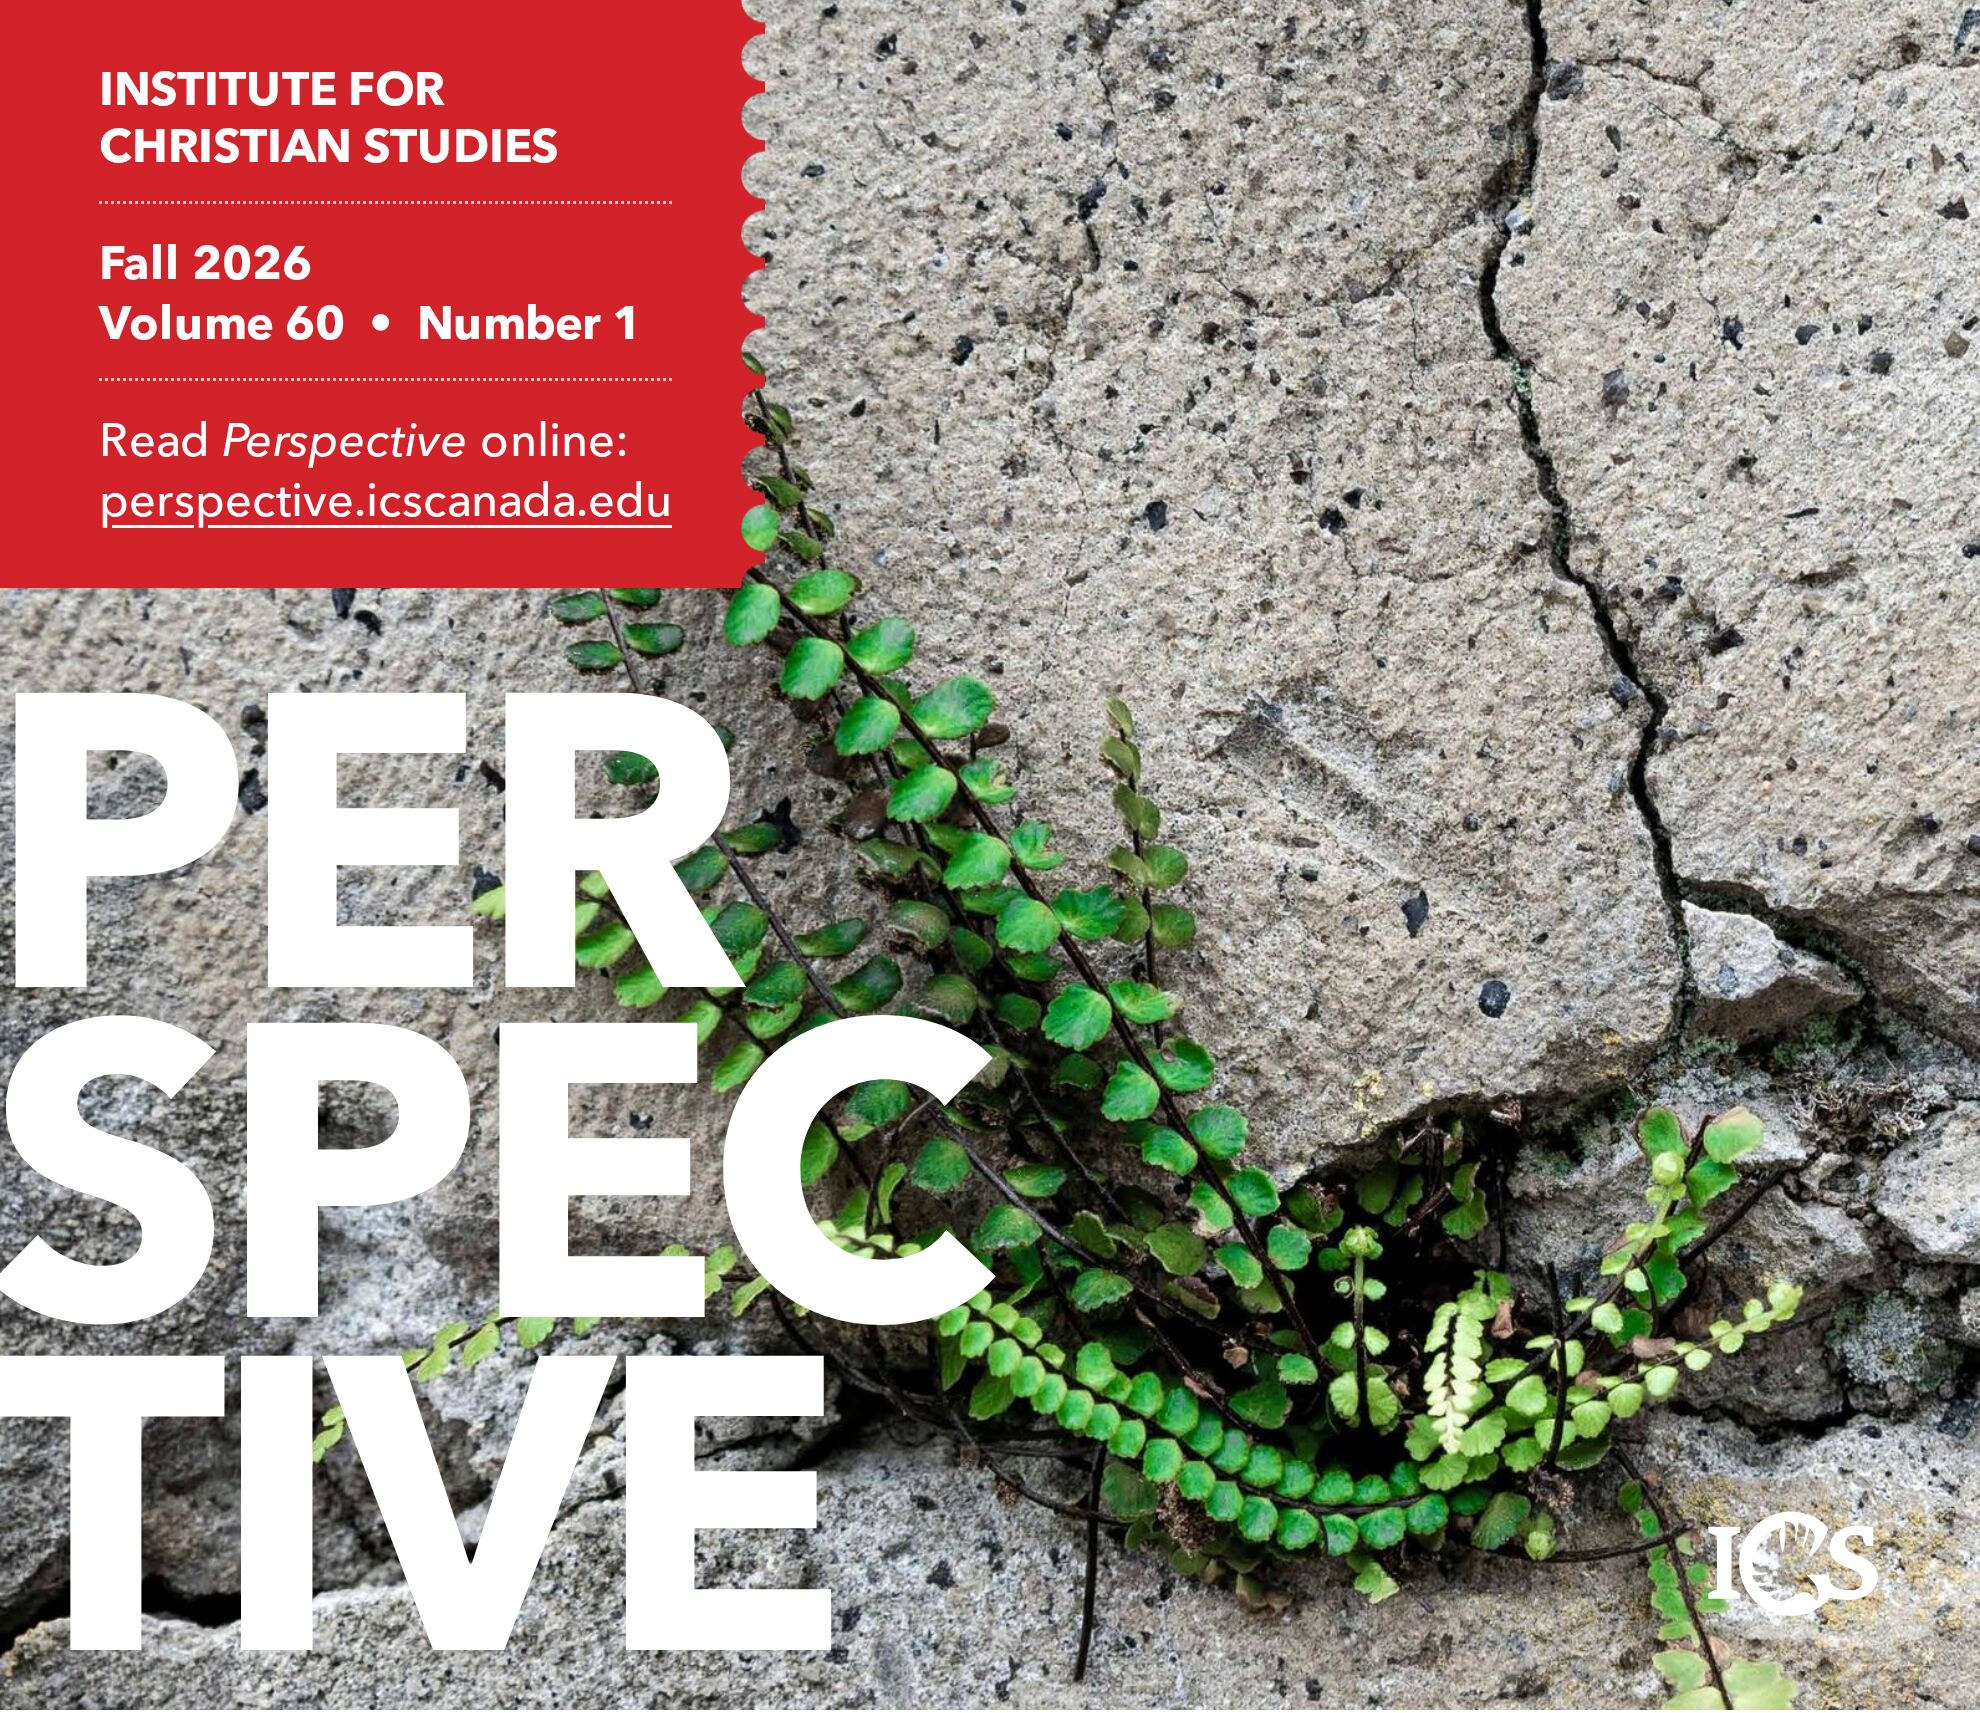 INSTITUTE FOR
CHRISTIAN STUDIES
Fall 2026
Volume 60 • Number 1
Read Perspective online:
perspective.icscanada.edu
PER
SPEC
TIVE
ICS